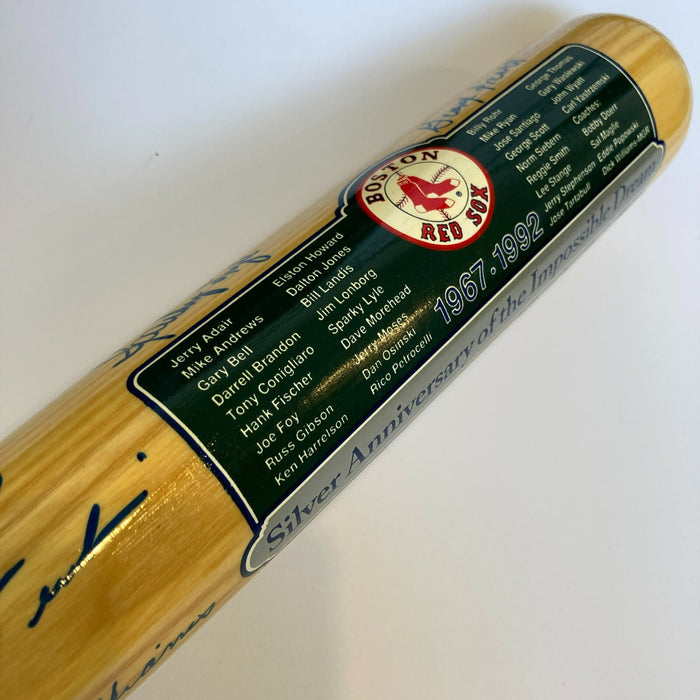 Jerry Adair
Mike Andrews
Gary Bell
Darrell Brandon
Tony Conigliaro
Hank Fischer
Joe Foy
Russ Gibson
Ken Harrelson
Elston Howard
Dalton Jones
Bill Landis
Jim Lonborg
Sparky Lyle
Dave Morehead
Jerry Moses
Dan Osinski
Rico Petrocelli
BOSTON
RED SOX
1967-1992
Billy Rohr
Mike Ryan
Jose Santiago
George Scott
Norm Siebern
Reggie Smith
Lee Stange
Jerry Stephenson
Jose Tartabull
George Thomas
Gary Waslewski
John Wyatt
Carl Yastrzemski
Coaches:
Bobby Doerr
Sal Maglie
Eddie Popowski
Dick Williams-MGR
Silver Anniversary of the Impossible Dream